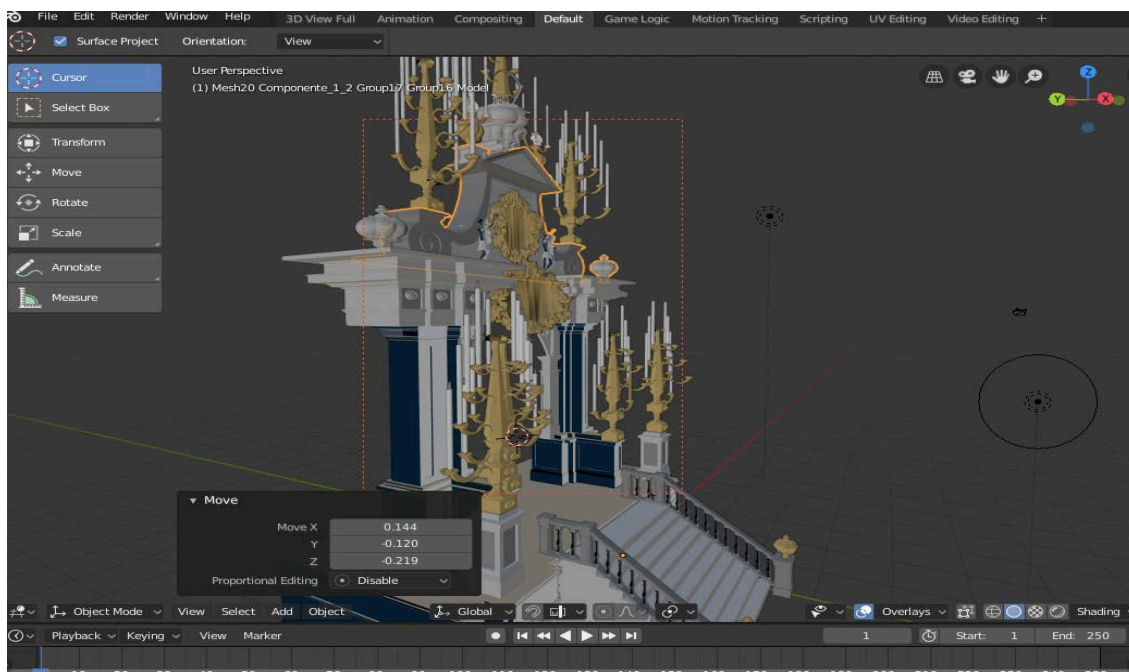 File Edit Render Window Help 3D View Full Animation Compositing Default Game Logic Motion Tracking Scripting UV Editing Video Editing +
Surface Project Orientation: View
Cursor
Select Box
Transform
Move
Rotate
Scale
Annotate
Measure
User Perspective
(1) Mesh20 Componente_1_2 Group17 Group16 Model
Z
Y
X
Move
Move X 0.144
Y -0.120
Z -0.219
Proportional Editing Disable
Object Mode View Select Add Object Global Overlays Shading
Playback Keying View Marker 1 Start: 1 End: 250